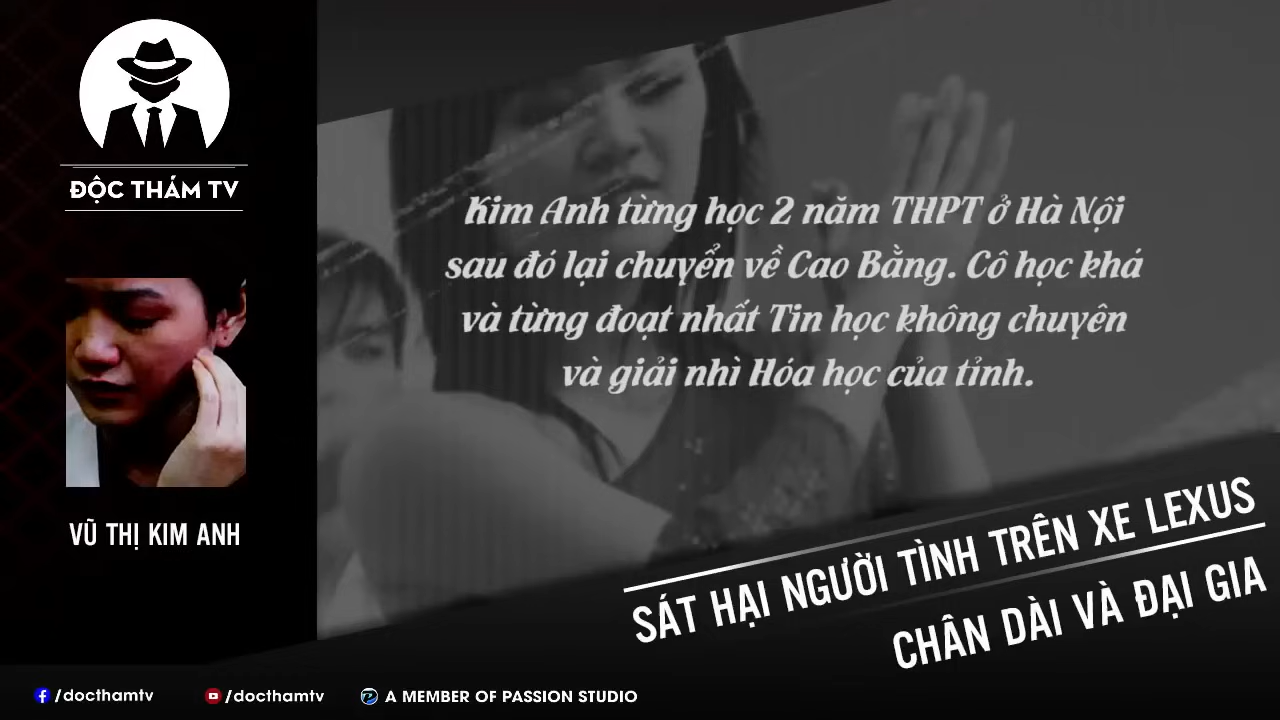 ĐỘC THÁM TV
Kim Anh từng học 2 năm THPT ở Hà Nội
sau đó lại chuyển về Cao Bằng. Cô học khá
và từng đoạt nhất Tin học không chuyên
và giải nhì Hóa học của tỉnh.
VŨ THỊ KIM ANH
SÁT HẠI NGƯỜI TÌNH TRÊN XE LEXUS
CHÂN DÀI VÀ ĐẠI GIA
/docthamtv
/docthamtv
A MEMBER OF PASSION STUDIO